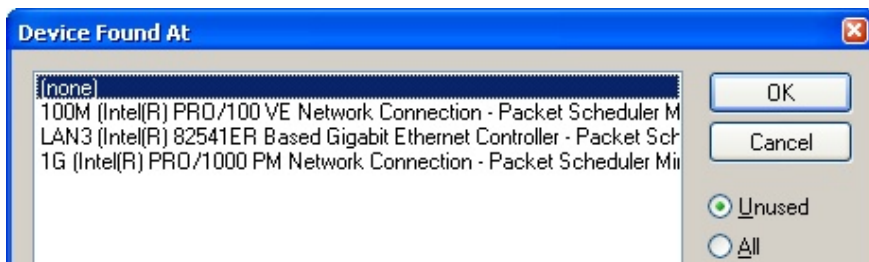 Device Found At
(none)
100M (Intel(R) PRO/100 VE Network Connection - Packet Scheduler M
LAN3 (Intel(R) 82541ER Based Gigabit Ethernet Controller - Packet Sch
1G (Intel(R) PRO/1000 PM Network Connection - Packet Scheduler Mi
OK
Cancel
Unused
All